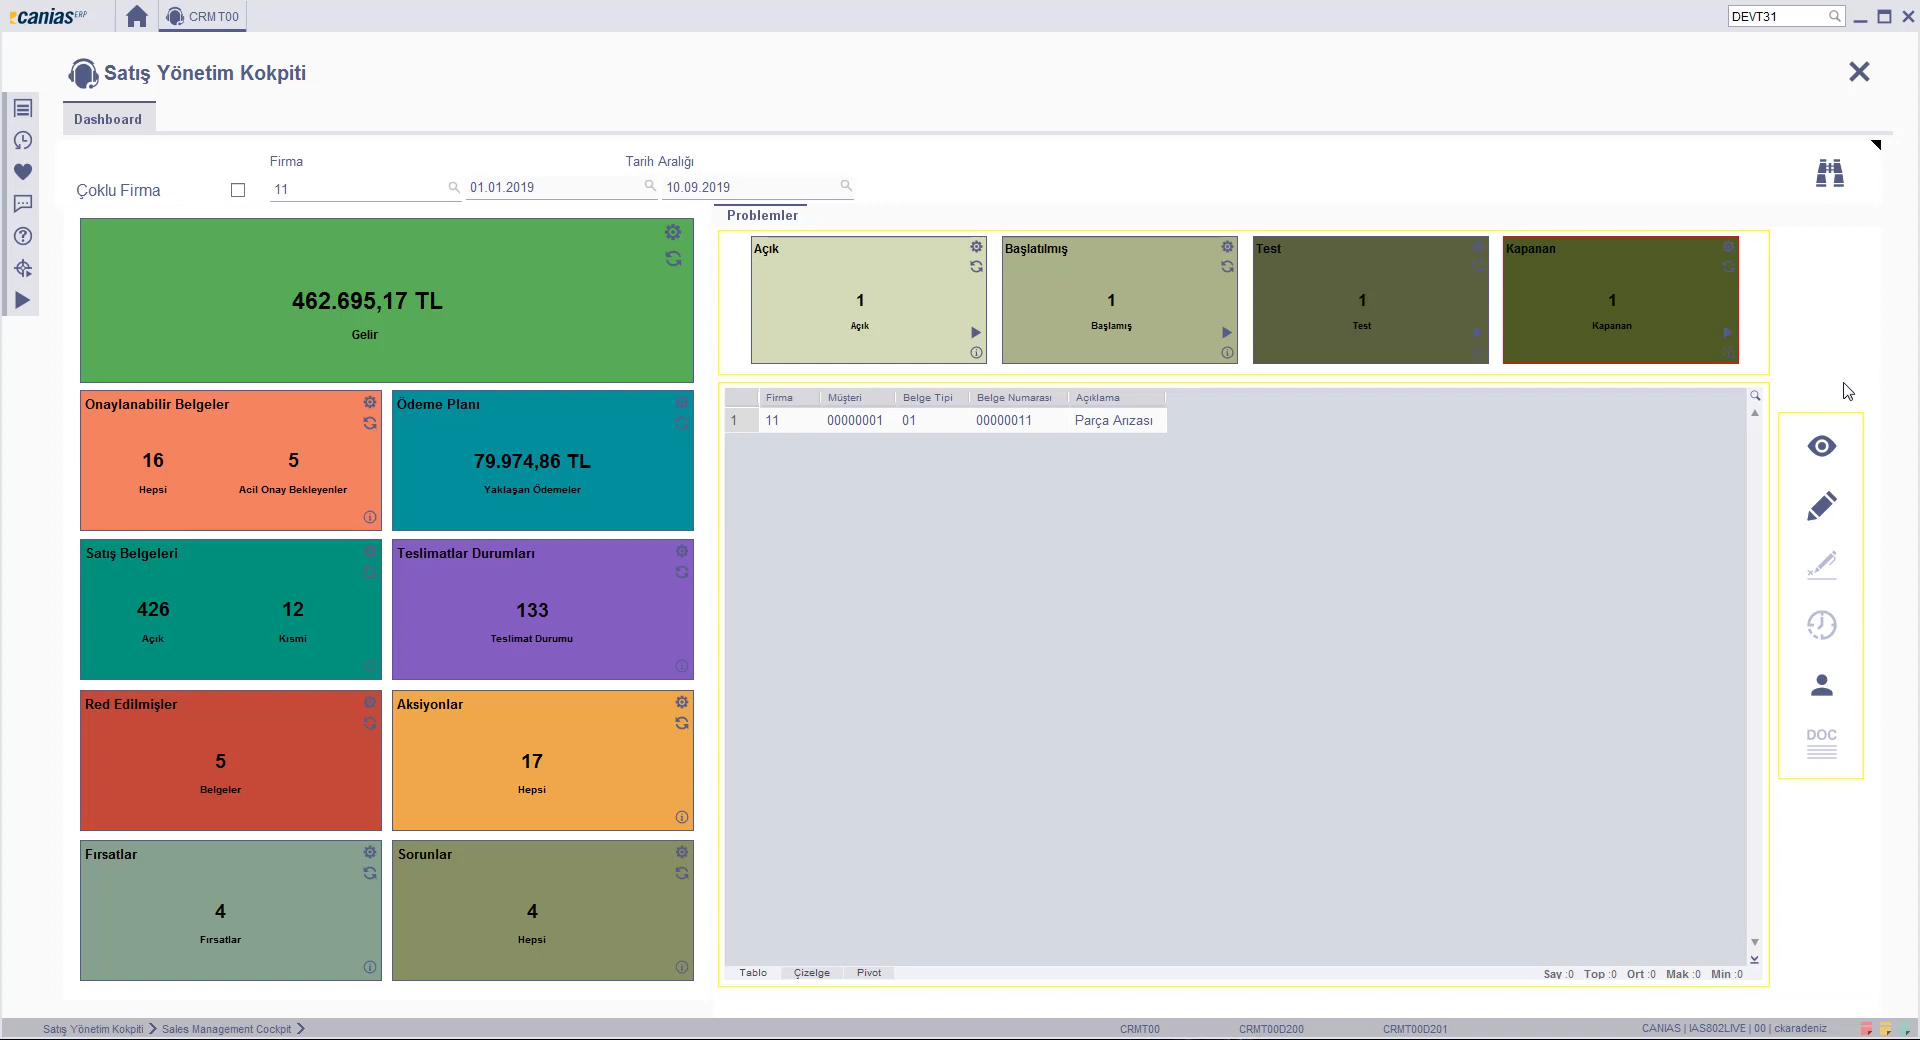 canias ERP
CRMT00
DEVT31
Satış Yönetim Kokpiti
Dashboard
Firma
Tarih Aralığı
Çoklu Firma
11
01.01.2019
10.09.2019
462.695,17 TL
Gelir
Onaylanabilir Belgeler
16
5
Hepsi
Acil Onay Bekleyenler
Ödeme Planı
79.974,86 TL
Yaklaşan Ödemeler
Satış Belgeleri
426
12
Açık
Kısmi
Teslimatlar Durumları
133
Teslimat Durumu
Red Edilmişler
5
Belgeler
Aksiyonlar
17
Hepsi
Fırsatlar
4
Fırsatlar
Sorunlar
4
Hepsi
Problemler
Açık
1
Açık
Başlatılmış
1
Başlamış
Test
1
Test
Kapanan
1
Kapanan
Firma Müşteri Belge Tipi Belge Numarası Açıklama
1 11 00000001 01 00000011 Parça Arızası
DOC
Tablo Çizelge Pivot
Say :0 Top :0 Ort :0 Mak :0 Min :0
Satış Yönetim Kokpiti Sales Management Cockpit
CRMT00
CRMT00D200
CRMT00D201
CANIAS | IAS802LIVE | 00 | ckaradeniz